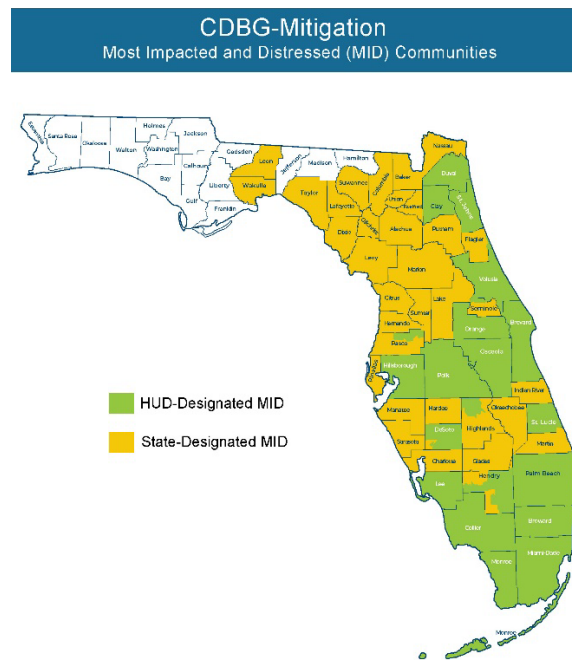 CDBG-Mitigation
Most Impacted and Distressed (MID) Communities
Escambia
Santa Rosa
Okaloosa
Walton
Holmes
Washington
Jackson
Bay
Calhoun
Gulf
Liberty
Gadsden
Franklin
Leon
Wakulla
Jefferson
Madison
Hamilton
Taylor
Suwannee
Lafayette
Dixie
Columbia
Gilchrist
Baker
Union
Nassau
Duval
Clay
St. Johns
Alachua
Putnam
Flagler
Levy
Marion
Volusia
Citrus
Sumter
Lake
Seminole
Hernando
Orange
Brevard
Pasco
Osceola
Pinellas
Hillsborough
Polk
Indian River
Manatee
Hardee
Okeechobee
St. Lucie
Highlands
DeSoto
Sarasota
Martin
Charlotte
Glades
Hendry
Palm Beach
Lee
Collier
Broward
Monroe
Miami-Dade
Monroe
HUD-Designated MID
State-Designated MID